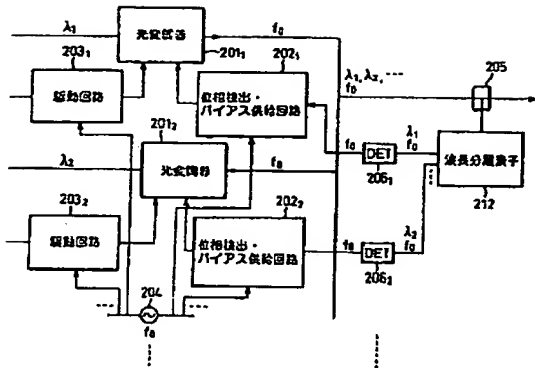 λ₁
光変調器
f₀
203₁
201₁
202₁
205
駆動回路
位相検出・
バイアス供給回路
λ₁, λ₂, ----
f₀
201₂
λ₁
f₀
DET
f₀
206₁
波長分離素子
212
λ₂
光変調器
f₀
203₂
202₂
λ₂
f₀
駆動回路
位相検出・
バイアス供給回路
f₀
DET
206₂
204
f₀